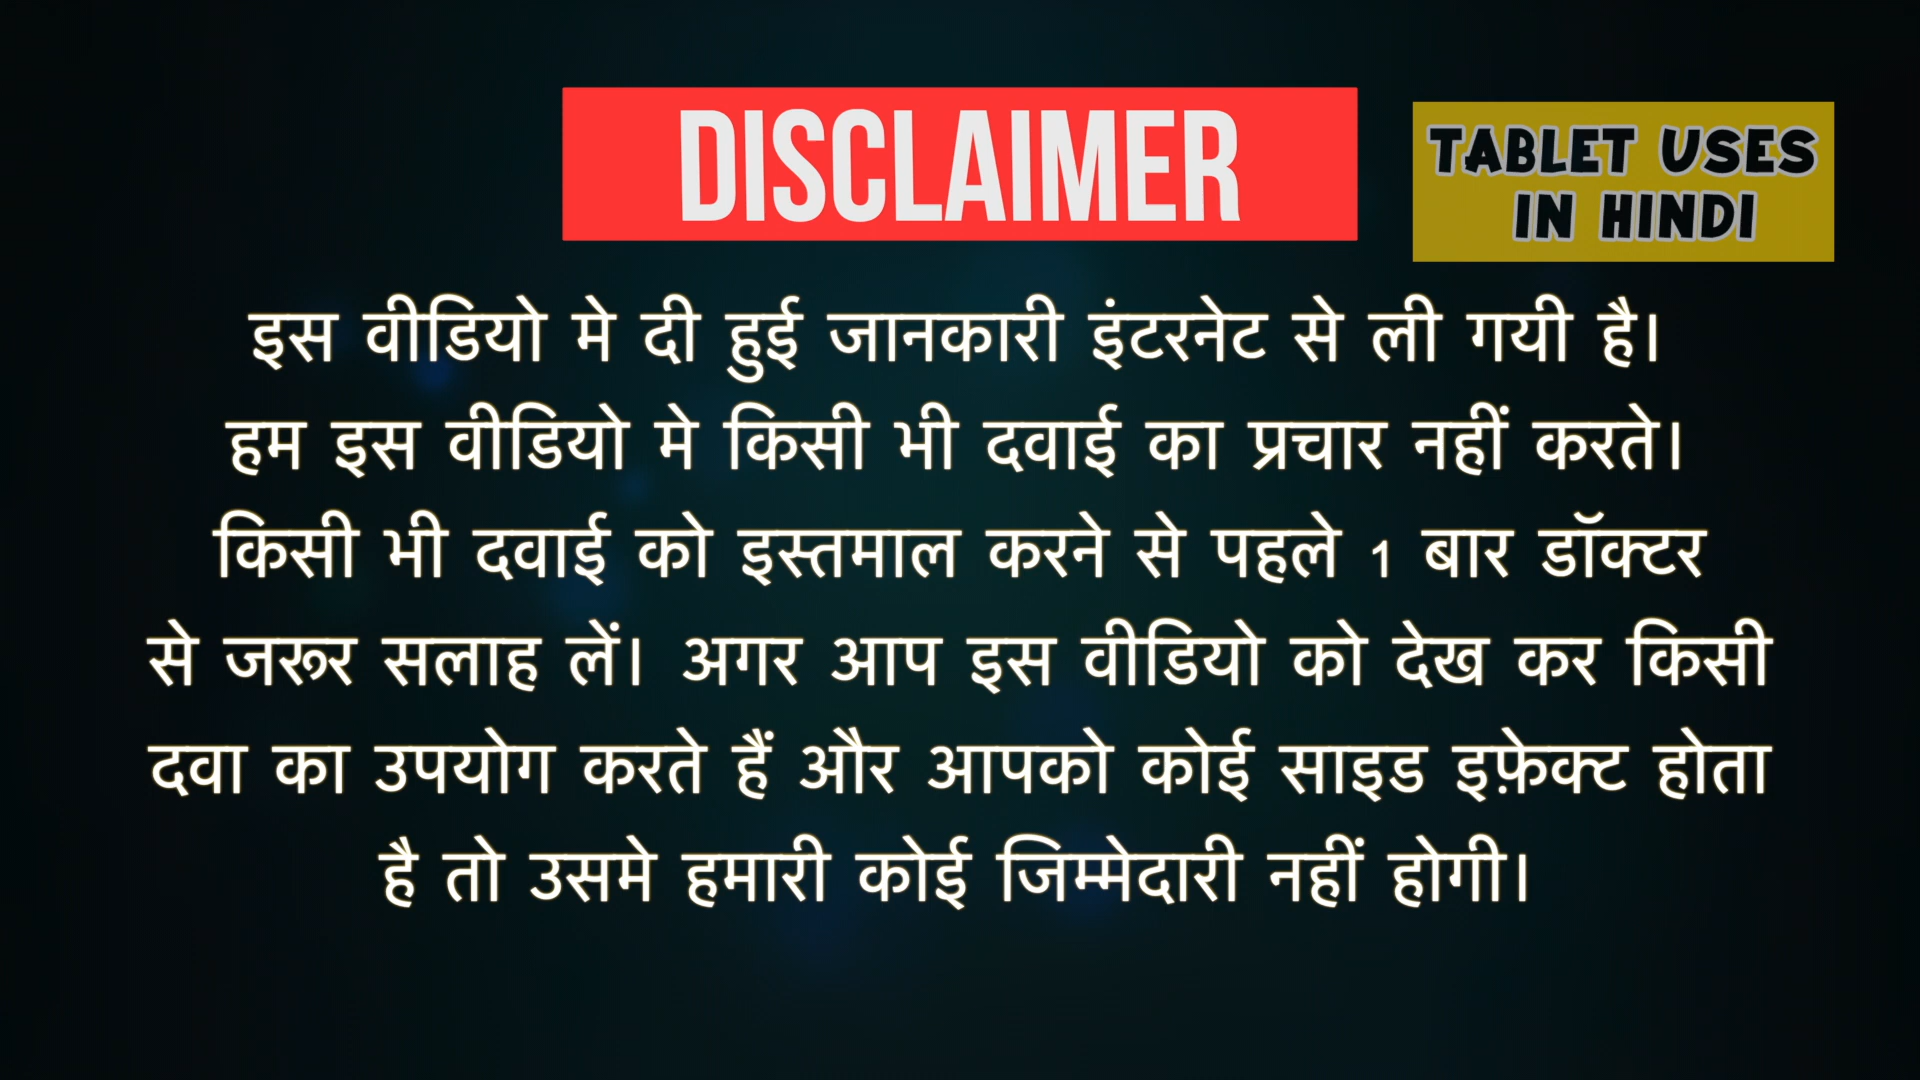 DISCLAIMER
TABLET USES
IN HINDI
इस वीडियो मे दी हुई जानकारी इंटरनेट से ली गयी है।
हम इस वीडियो मे किसी भी दवाई का प्रचार नहीं करते।
किसी भी दवाई को इस्तमाल करने से पहले 1 बार डॉक्टर
से जरूर सलाह लें। अगर आप इस वीडियो को देख कर किसी
दवा का उपयोग करते हैं और आपको कोई साइड इफ़ेक्ट होता
है तो उसमे हमारी कोई जिम्मेदारी नहीं होगी।